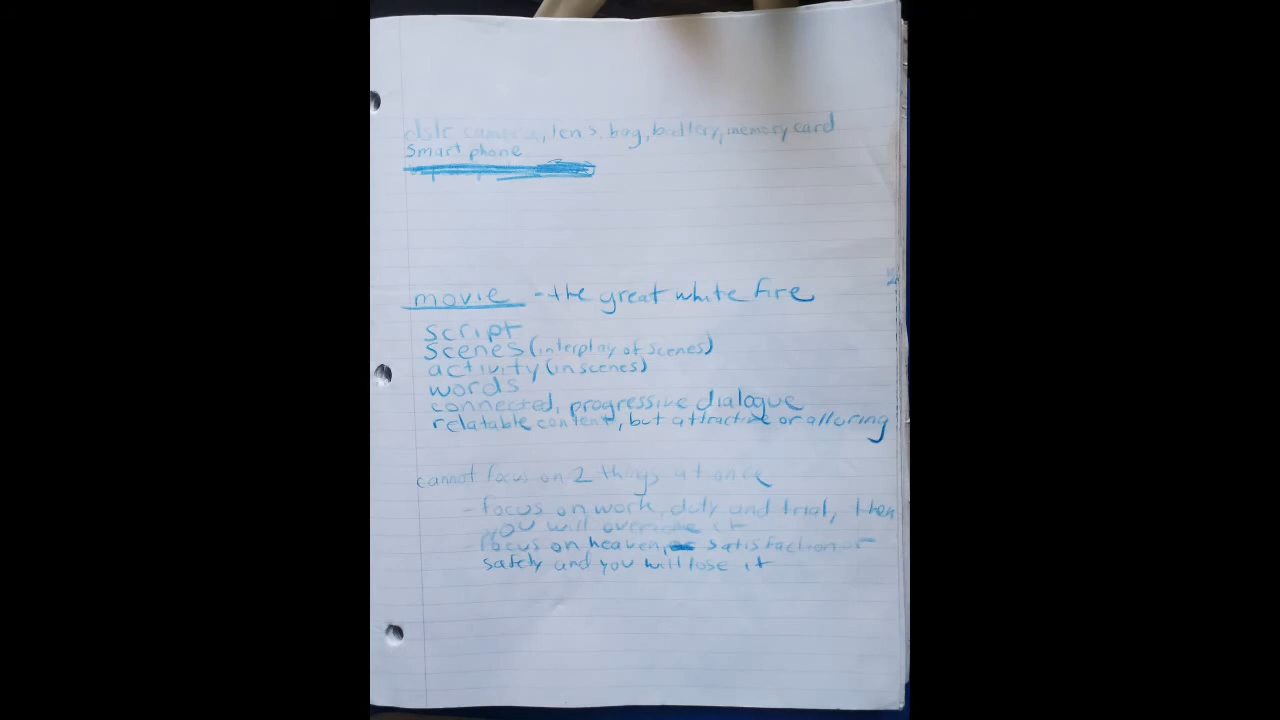 dslr camera, lens, bag, battery, memory card
smart phone
movie - the great white fire
script
scenes (interplay of scenes)
activity (in scenes)
words
connected, progressive dialogue
relatable content, but attractive or alluring
cannot focus on 2 things at once
- focus on work, duty and trial, then
you will overcome it
focus on heaven, satisfaction or
safety and you will lose it